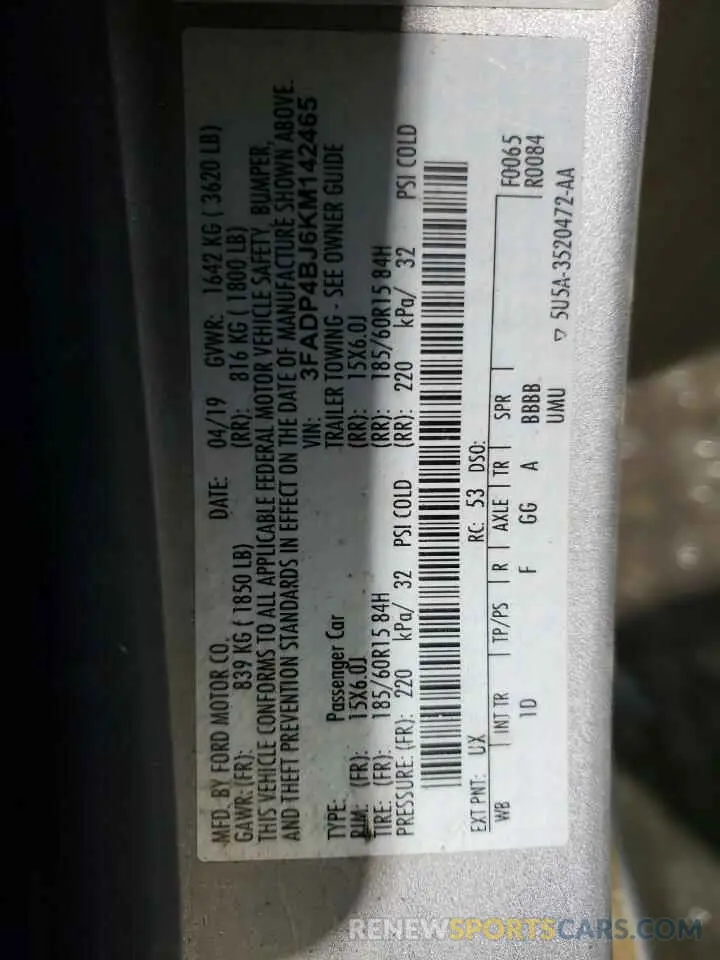 MFD. BY FORD MOTOR CO.
DATE: 04/19 GVWR: 1642 KG ( 3620 LB)
GAWR:(FR): 839 KG ( 1850 LB) (RR): 816 KG ( 1800 LB)
THIS VEHICLE CONFORMS TO ALL APPLICABLE FEDERAL MOTOR VEHICLE SAFETY, BUMPER,
AND THEFT PREVENTION STANDARDS IN EFFECT ON THE DATE OF MANUFACTURE SHOWN ABOVE.
VIN: 3FADP4BJ6KM142465
TYPE: Passenger Car TRAILER TOWING - SEE OWNER GUIDE
RIM: (FR): 15X6.0J (RR): 15X6.0J
TIRE: (FR): 185/60R15 84H (RR): 185/60R15 84H
PRESSURE: (FR): 220 kPa/ 32 PSI COLD (RR): 220 kPa/ 32 PSI COLD
EXT PNT: UX RC: 53 DSO:
WB INT TR TP/PS R AXLE TR SPR F0065
1D F GG A BBBB R0084
UMU
▽ 5U5A-3520472-AA
RENEWSPORTSCARS.COM